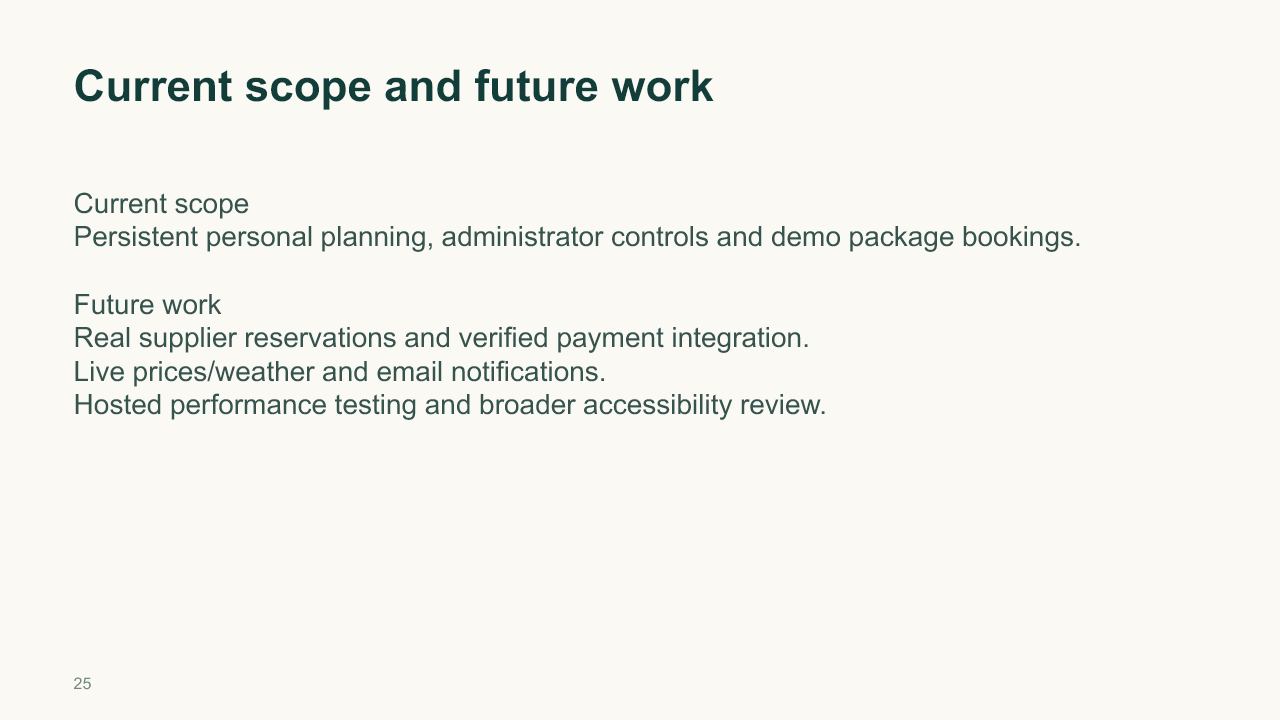 Current scope and future work
Current scope
Persistent personal planning, administrator controls and demo package bookings.
Future work
Real supplier reservations and verified payment integration.
Live prices/weather and email notifications.
Hosted performance testing and broader accessibility review.
25